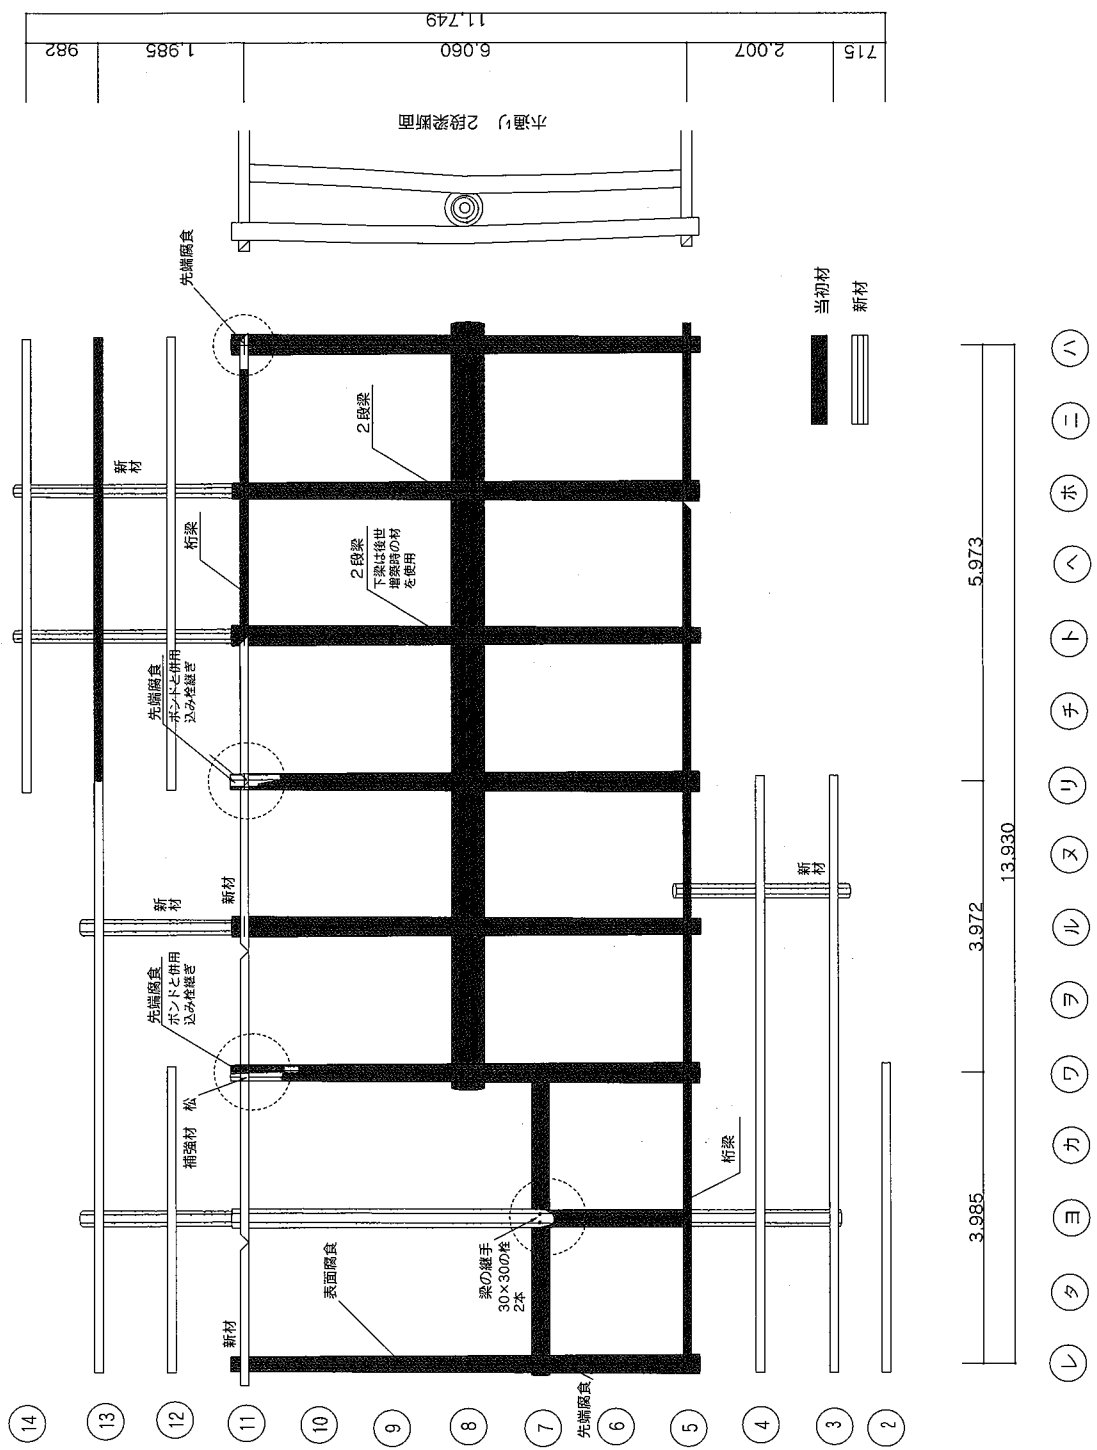 11,749
982
1,985
6,060
2,007
715
ホ通り 2段梁断面
先端腐食
当初材
新材
2段梁
新材
桁梁
2段梁
下梁は後世
増築時の材
を使用
先端腐食
ボンドと併用
込み栓継ぎ
新材
新材
新材
先端腐食
ボンドと併用
込み栓継ぎ
補強材 松
桁梁
梁の継手
30×30の栓
2本
表面腐食
新材
先端腐食
5,973
3,972
3,985
13,930
ハ
ニ
ホ
ヘ
ト
チ
リ
ヌ
ル
ヲ
ワ
カ
ヨ
タ
レ
14
13
12
11
10
9
8
7
6
5
4
3
2